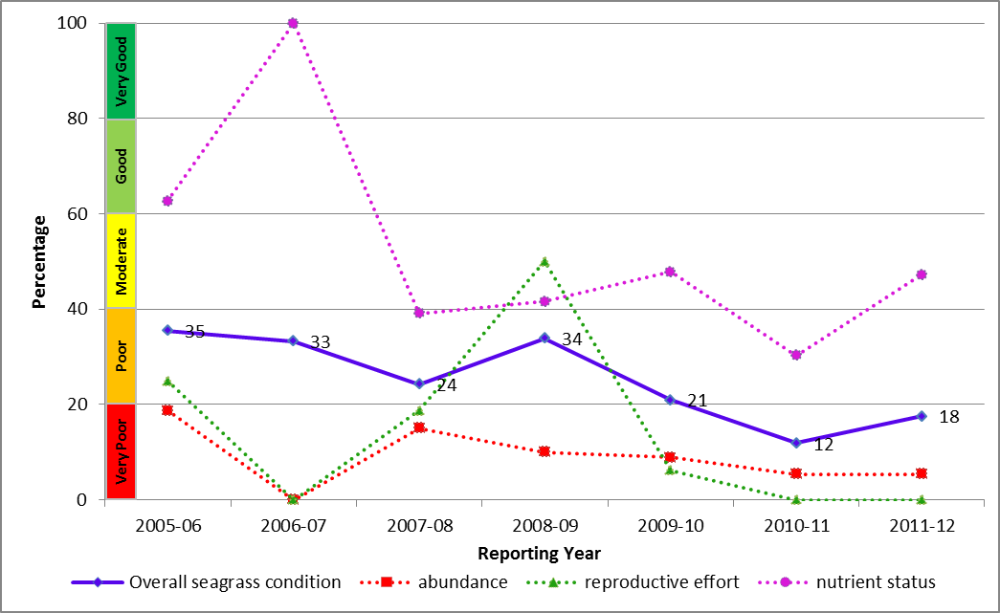 100
80
60
40
20
0
Percentage
Very Good
Good
Moderate
Poor
Very Poor
35
33
24
34
21
12
18
2005-06 2006-07 2007-08 2008-09 2009-10 2010-11 2011-12
Reporting Year
Overall seagrass condition abundance reproductive effort nutrient status